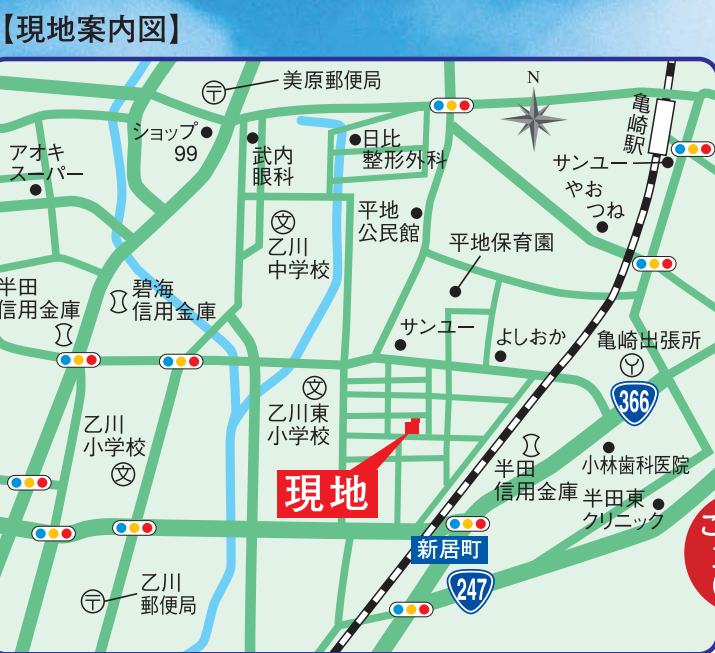 【現地案内図】
美原郵便局
N
亀崎駅
ショップ
99
武内
眼科
日比
整形外科
サンユー
アオキ
スーパー
やお
つね
平地
公民館
乙川
中学校
平地保育園
半田
信用金庫
碧海
信用金庫
サンユー
よしおか
亀崎出張所
366
乙川東
小学校
乙川
小学校
現地
半田
信用金庫
小林歯科医院
半田東
クリニック
新居町
247
乙川
郵便局